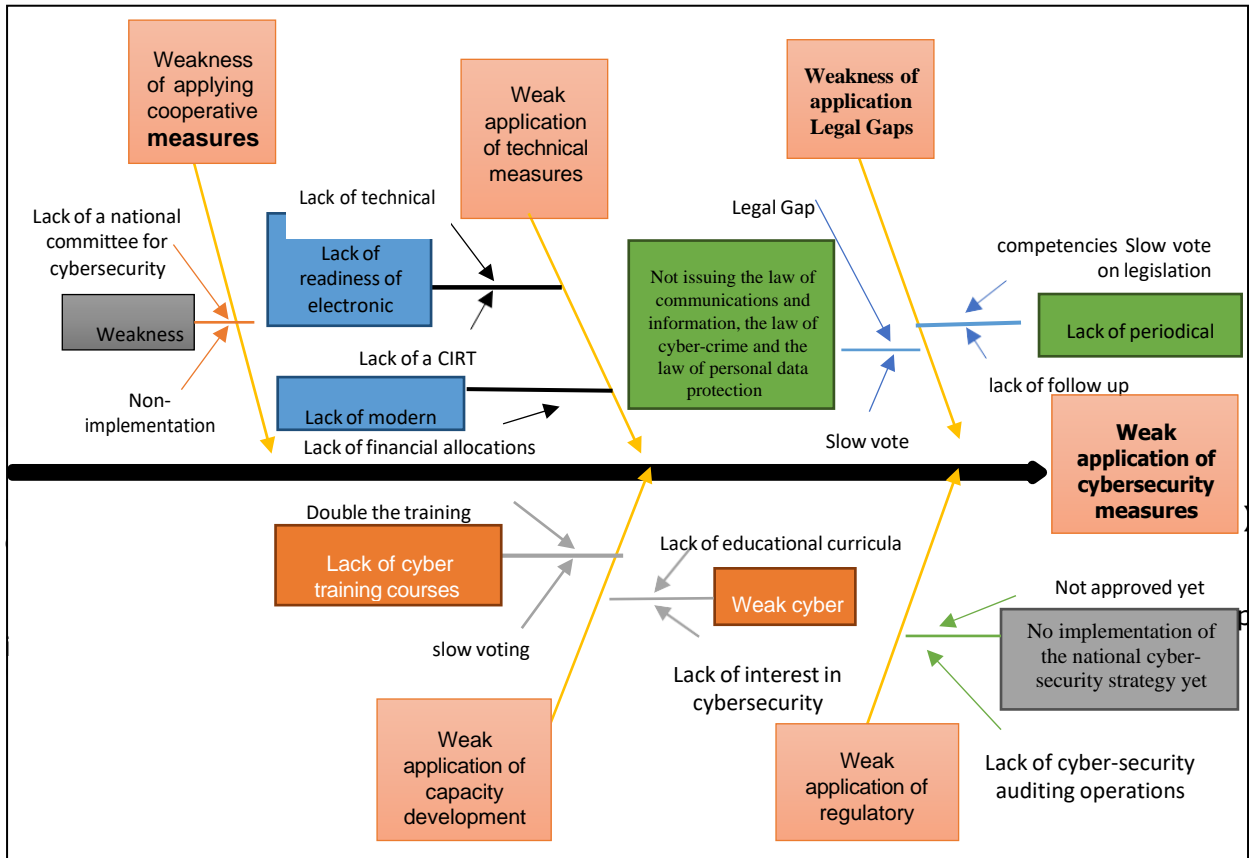 Weakness
of applying
cooperative
measures
Weak
application
of technical
measures
Weakness of
application
Legal Gaps
Lack of a national
committee for
cybersecurity
Weakness
Non-
implementation
Lack of technical
Lack of
readiness of
electronic
Lack of a CIRT
Lack of modern
Lack of financial allocations
Legal Gap
Not issuing the law of
communications and
information, the law of
cyber-crime and the
law of personal data
protection
Slow vote
competencies Slow vote
on legislation
Lack of periodical
lack of follow up
Weak
application of
cybersecurity
measures
Double the training
Lack of cyber
training courses
slow voting
Lack of educational curricula
Weak cyber
Lack of interest in
cybersecurity
Not approved yet
No implementation of
the national cyber-
security strategy yet
Lack of cyber-security
auditing operations
Weak
application of
capacity
development
Weak
application of
regulatory